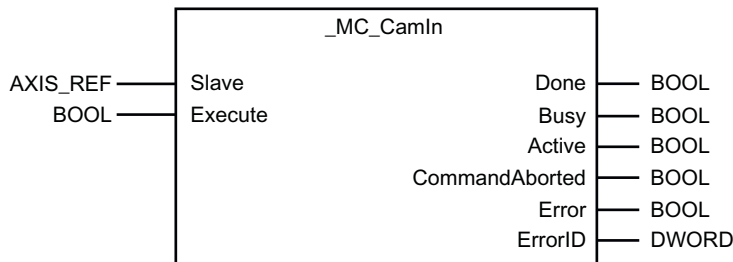 _MC_CamIn
AXIS_REF Slave Done BOOL
BOOL Execute Busy BOOL
Active BOOL
CommandAborted BOOL
Error BOOL
ErrorID DWORD